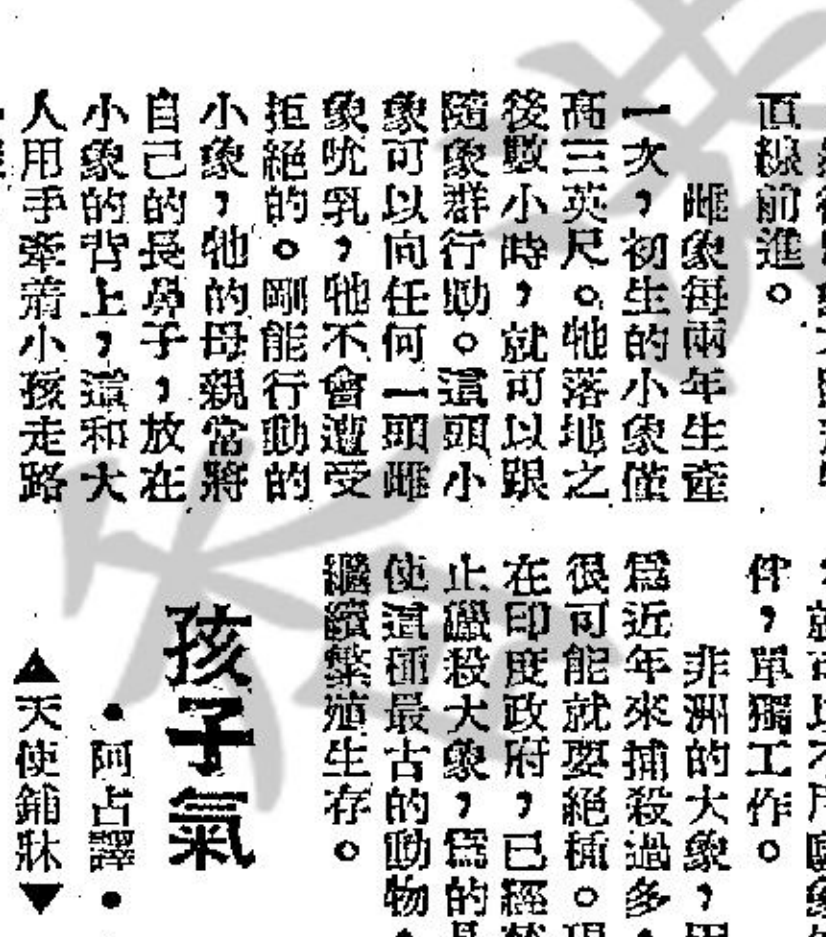 直線前進。
雌象每兩年生產
一次，初生的小象僅
高三英尺。牠落地之
後數小時，就可以跟
隨象群行動。這頭小
象可以向任何一頭雌
象吮乳，牠不會遭受
拒絕的。剛能行動的
小象，牠的母親常將
自己的長鼻子，放在
小象的背上，這和大
人用手牽着小孩走路
伴，單獨工作。
非洲的大象，因
爲近年來捕殺過多，
很可能就要絕種。現
在印度政府，已經禁
止獵殺大象，爲的是
使這種最古的動物，
繼續繁殖生存。
孩子氣
•阿占譯•
▲天使舖牀▼